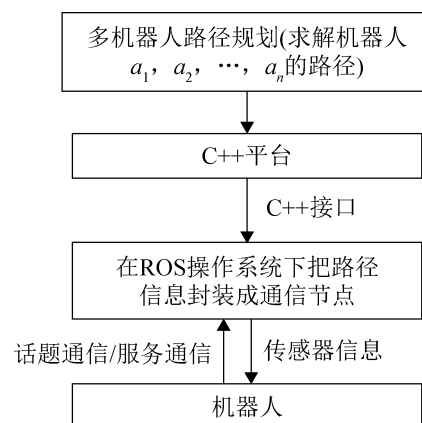 多机器人路径规划(求解机器人
a₁，a₂，…，aₙ的路径)
C++平台
C++接口
在ROS操作系统下把路径
信息封装成通信节点
话题通信/服务通信
传感器信息
机器人